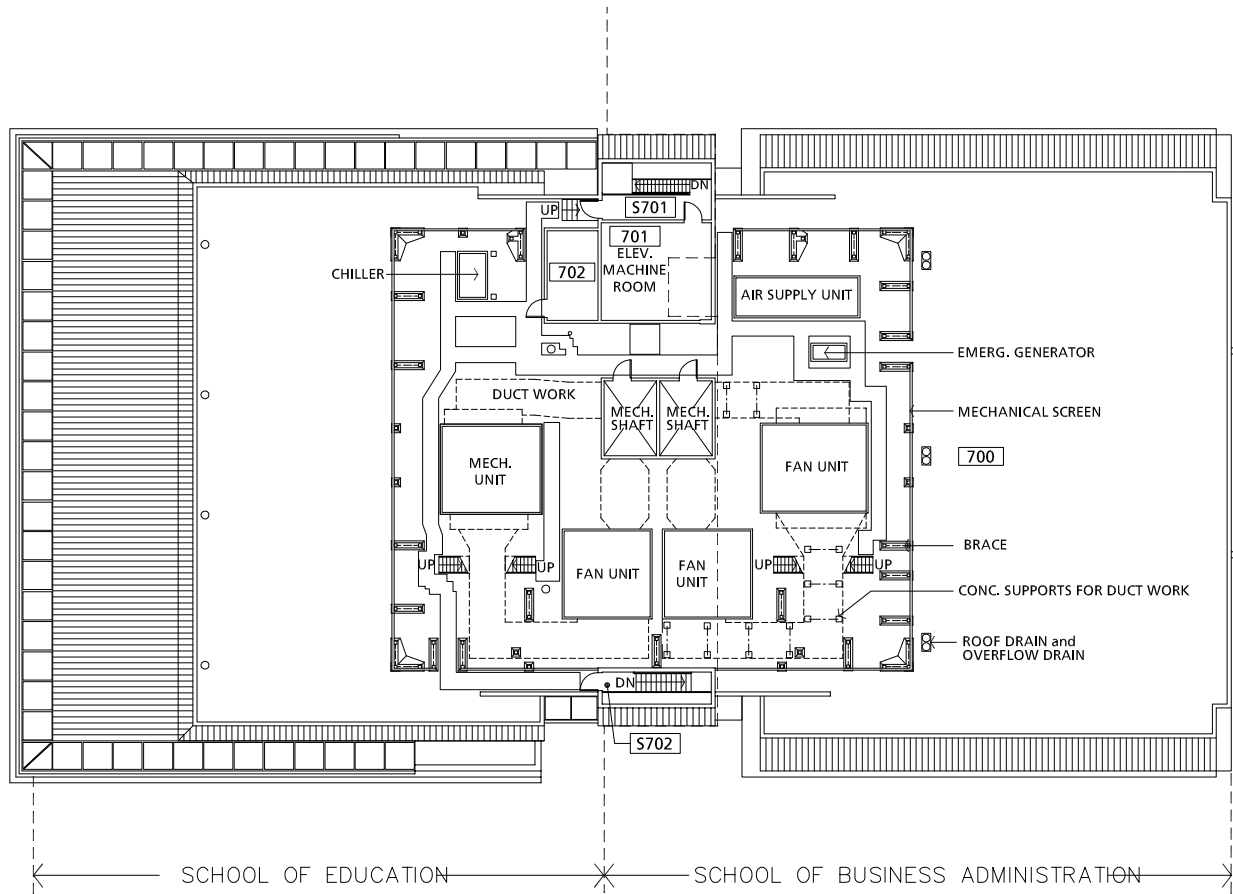 DN
UP
S701
701
ELEV.
MACHINE
ROOM
702
CHILLER
AIR SUPPLY UNIT
EMERG. GENERATOR
DUCT WORK
MECH.
SHAFT
MECH.
SHAFT
MECHANICAL SCREEN
MECH.
UNIT
FAN UNIT
700
BRACE
UP
UP
UP
UP
FAN UNIT
FAN
UNIT
CONC. SUPPORTS FOR DUCT WORK
ROOF DRAIN and
OVERFLOW DRAIN
DN
S702
SCHOOL OF EDUCATION
SCHOOL OF BUSINESS ADMINISTRATION